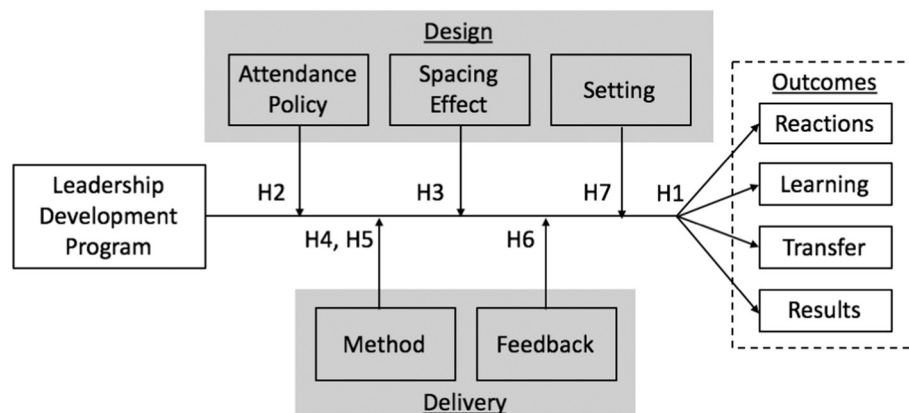 Design
Attendance
Policy
Spacing
Effect
Setting
Outcomes
Reactions
Learning
Transfer
Results
Leadership
Development
Program
H2
H3
H7
H1
H4, H5
H6
Method
Feedback
Delivery